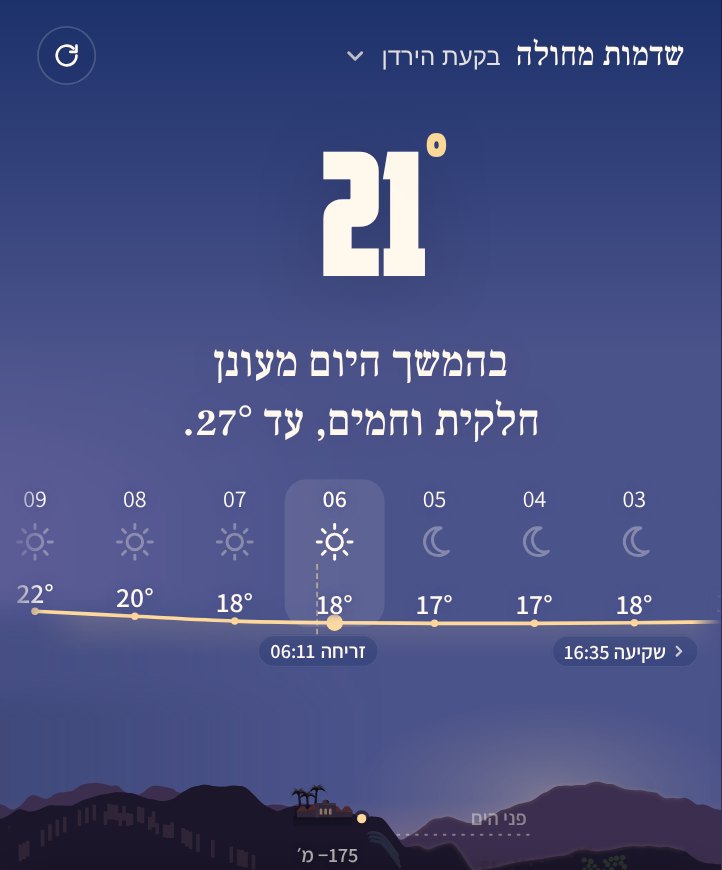 שדמות מחולה בקעת הירדן
21°
בהמשך היום מעונן
חלקית וחמים, עד 27°.
03 04 05 06 07 08 09
18° 17° 17° 18° 18° 20° 22°
שקיעה 16:35 זריחה 06:11
פני הים
−175 מ׳